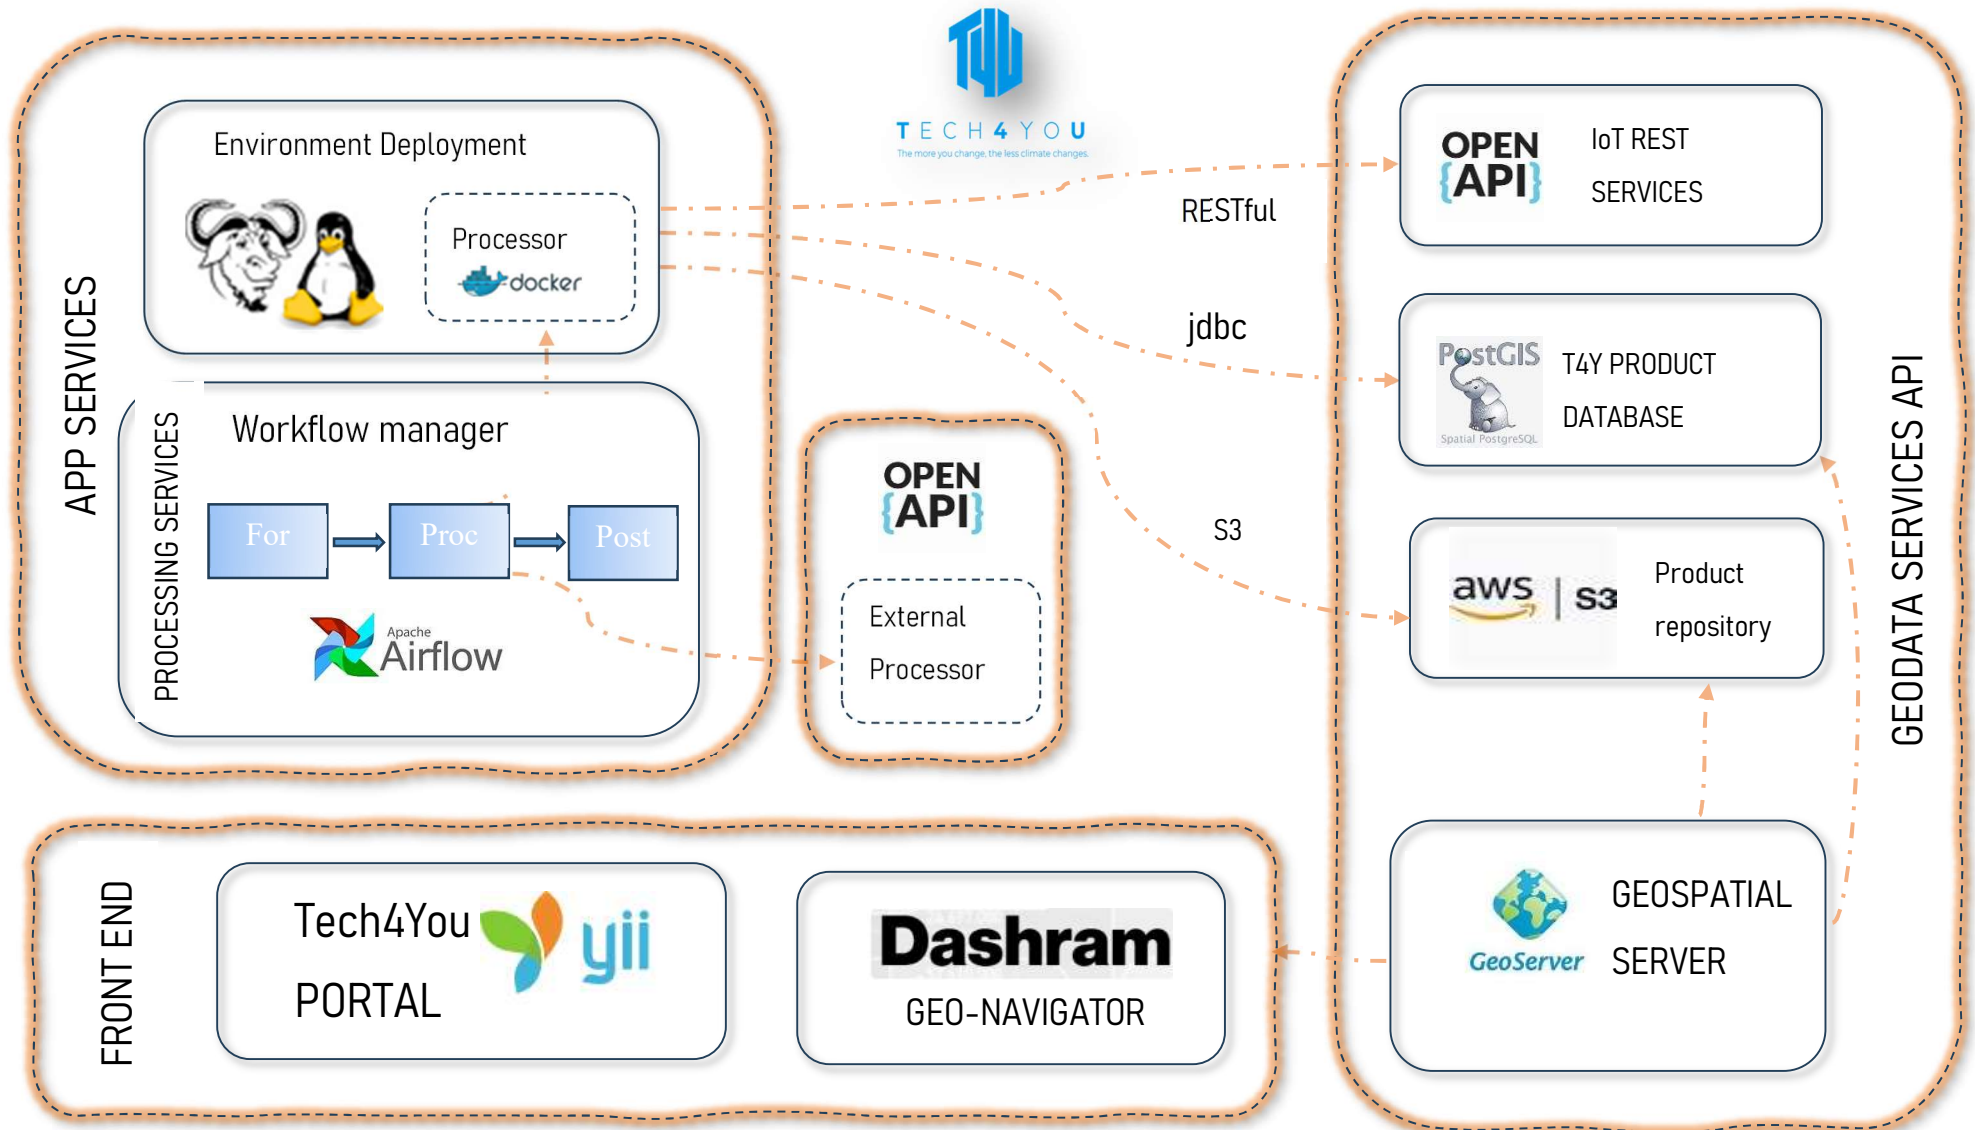 TECH4YOU
The more you change, the less climate changes.
APP SERVICES
Environment Deployment
Processor
docker
PROCESSING SERVICES
Workflow manager
For
Proc
Post
Apache
Airflow
OPEN
{API}
External
Processor
RESTful
jdbc
S3
GEODATA SERVICES API
OPEN
{API}
IoT REST
SERVICES
PostGIS
Spatial PostgreSQL
T4Y PRODUCT
DATABASE
aws | S3
Product
repository
GeoServer
GEOSPATIAL
SERVER
FRONT END
Tech4You
PORTAL
yii
Dashram
GEO-NAVIGATOR